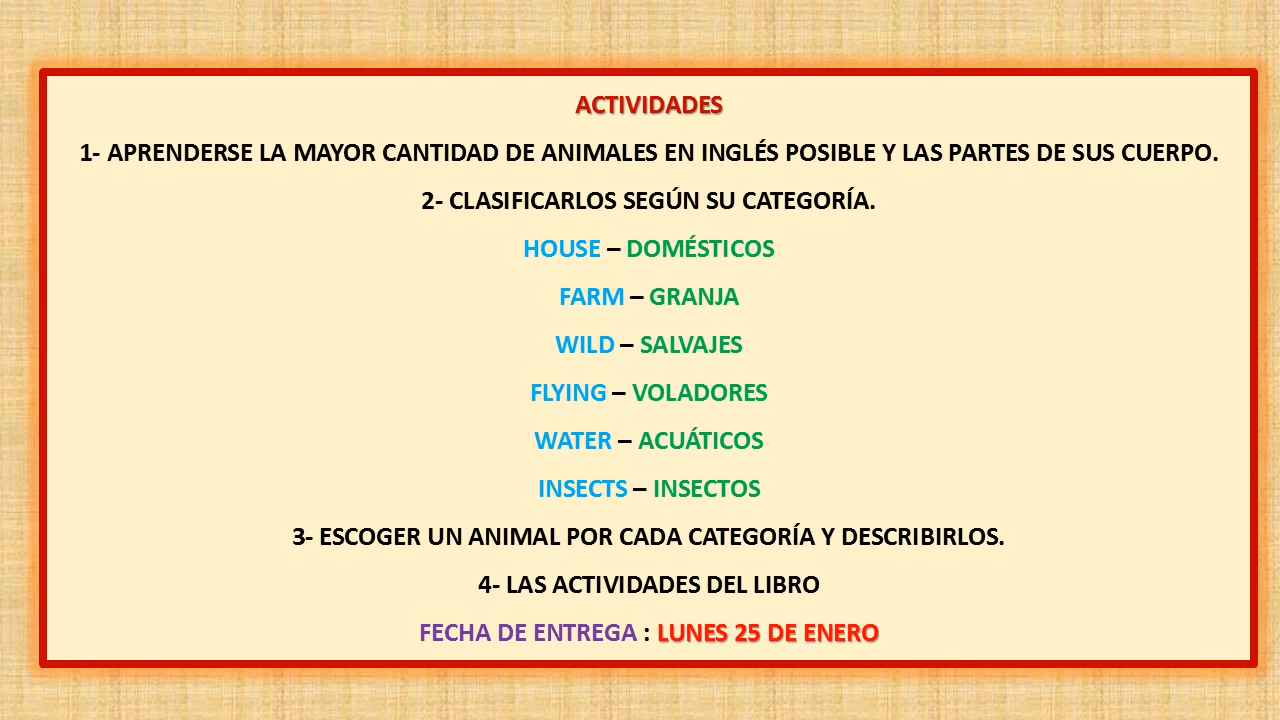 ACTIVIDADES
1- APRENDERSE LA MAYOR CANTIDAD DE ANIMALES EN INGLÉS POSIBLE Y LAS PARTES DE SUS CUERPO.
2- CLASIFICARLOS SEGÚN SU CATEGORÍA.
HOUSE – DOMÉSTICOS
FARM – GRANJA
WILD – SALVAJES
FLYING – VOLADORES
WATER – ACUÁTICOS
INSECTS – INSECTOS
3- ESCOGER UN ANIMAL POR CADA CATEGORÍA Y DESCRIBIRLOS.
4- LAS ACTIVIDADES DEL LIBRO
FECHA DE ENTREGA : LUNES 25 DE ENERO